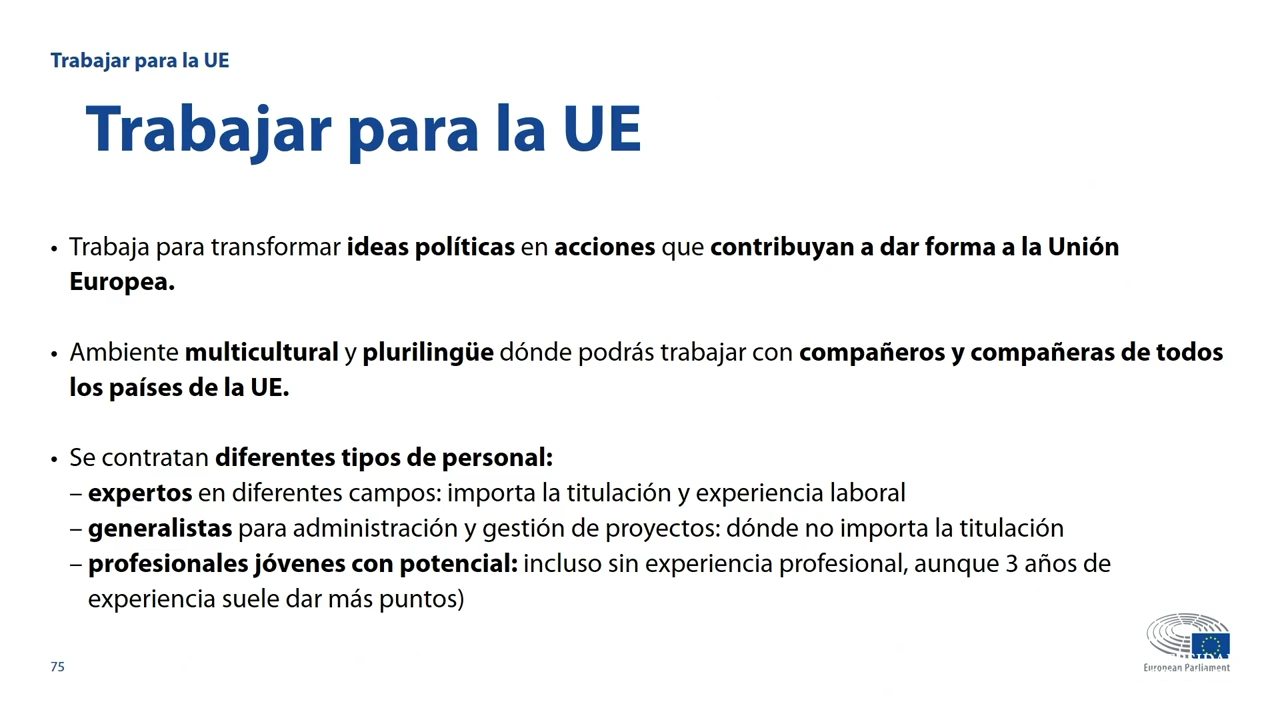 Trabajar para la UE
Trabajar para la UE
• Trabaja para transformar ideas políticas en acciones que contribuyan a dar forma a la Unión
Europea.
• Ambiente multicultural y plurilingüe dónde podrás trabajar con compañeros y compañeras de todos
los países de la UE.
• Se contratan diferentes tipos de personal:
– expertos en diferentes campos: importa la titulación y experiencia laboral
– generalistas para administración y gestión de proyectos: dónde no importa la titulación
– profesionales jóvenes con potencial: incluso sin experiencia profesional, aunque 3 años de
experiencia suele dar más puntos)
75
European Parliament